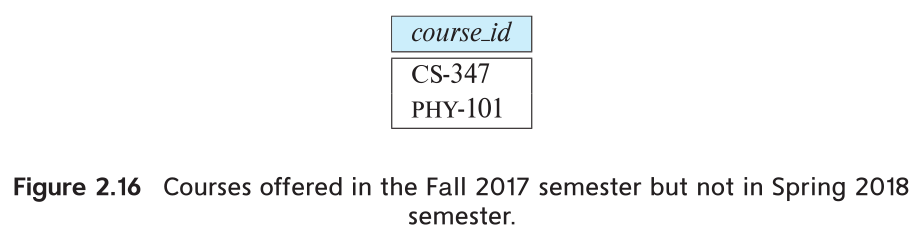 course_id
CS-347
PHY-101
Figure 2.16 Courses offered in the Fall 2017 semester but not in Spring 2018
semester.